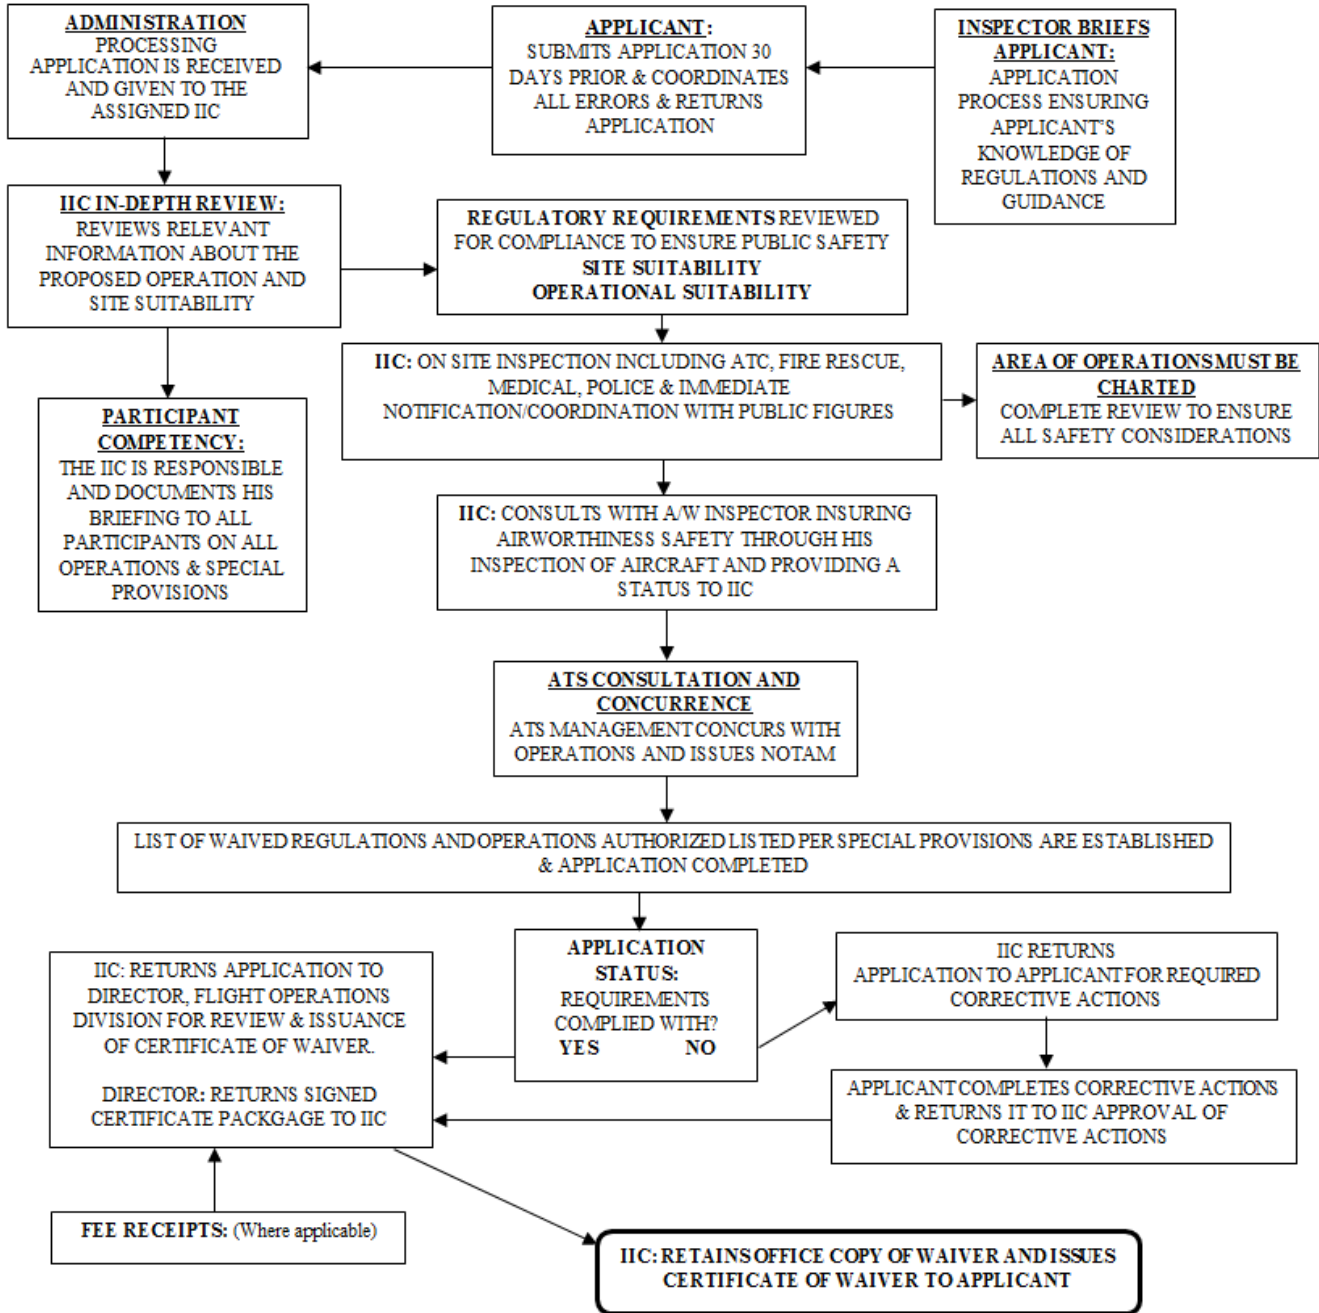 ADMINISTRATION
PROCESSING
APPLICATION IS RECEIVED
AND GIVEN TO THE
ASSIGNED IIC
APPLICANT:
SUBMITS APPLICATION 30
DAYS PRIOR & COORDINATES
ALL ERRORS & RETURNS
APPLICATION
INSPECTOR BRIEFS
APPLICANT:
APPLICATION
PROCESS ENSURING
APPLICANT'S
KNOWLEDGE OF
REGULATIONS AND
GUIDANCE
IIC IN-DEPTH REVIEW:
REVIEWS RELEVANT
INFORMATION ABOUT THE
PROPOSED OPERATION AND
SITE SUITABILITY
REGULATORY REQUIREMENTS REVIEWED
FOR COMPLIANCE TO ENSURE PUBLIC SAFETY
SITE SUITABILITY
OPERATIONAL SUITABILITY
IIC: ON SITE INSPECTION INCLUDING ATC, FIRE RESCUE,
MEDICAL, POLICE & IMMEDIATE
NOTIFICATION/COORDINATION WITH PUBLIC FIGURES
AREA OF OPERATIONS MUST BE
CHARTED
COMPLETE REVIEW TO ENSURE
ALL SAFETY CONSIDERATIONS
PARTICIPANT
COMPETENCY:
THE IIC IS RESPONSIBLE
AND DOCUMENTS HIS
BRIEFING TO ALL
PARTICIPANTS ON ALL
OPERATIONS & SPECIAL
PROVISIONS
IIC: CONSULTS WITH A/W INSPECTOR INSURING
AIRWORTHINESS SAFETY THROUGH HIS
INSPECTION OF AIRCRAFT AND PROVIDING A
STATUS TO IIC
ATS CONSULTATION AND
CONCURRENCE
ATS MANAGEMENT CONCURS WITH
OPERATIONS AND ISSUES NOTAM
LIST OF WAIVED REGULATIONS AND OPERATIONS AUTHORIZED LISTED PER SPECIAL PROVISIONS ARE ESTABLISHED
& APPLICATION COMPLETED
APPLICATION
STATUS:
REQUIREMENTS
COMPLIED WITH?
YES NO
IIC: RETURNS APPLICATION TO
DIRECTOR, FLIGHT OPERATIONS
DIVISION FOR REVIEW & ISSUANCE
OF CERTIFICATE OF WAIVER.
DIRECTOR: RETURNS SIGNED
CERTIFICATE PACKGAGE TO IIC
IIC RETURNS
APPLICATION TO APPLICANT FOR REQUIRED
CORRECTIVE ACTIONS
APPLICANT COMPLETES CORRECTIVE ACTIONS
& RETURNS IT TO IIC APPROVAL OF
CORRECTIVE ACTIONS
FEE RECEIPTS: (Where applicable)
IIC: RETAINS OFFICE COPY OF WAIVER AND ISSUES
CERTIFICATE OF WAIVER TO APPLICANT